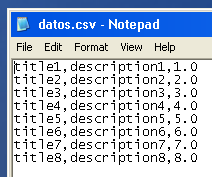 datos.csv - Notepad
File Edit Format View Help
title1,description1,1.0
title2,description2,2.0
title3,description3,3.0
title4,description4,4.0
title5,description5,5.0
title6,description6,6.0
title7,description7,7.0
title8,description8,8.0